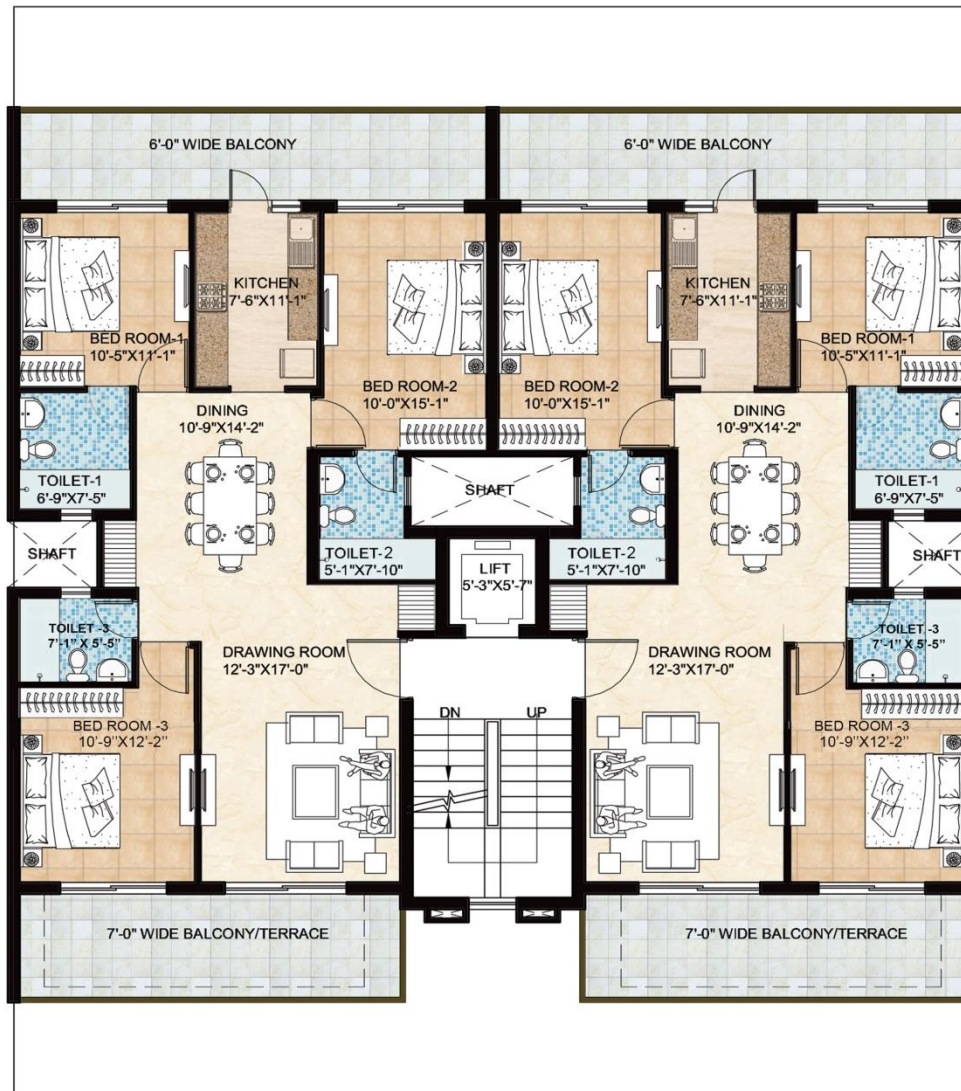 6'-0" WIDE BALCONY
6'-0" WIDE BALCONY
KITCHEN
7'-6"X11'-1"
KITCHEN
7'-6"X11'-1"
BED ROOM-1
10'-5"X11'-1"
BED ROOM-1
10'-5"X11'-1"
BED ROOM-2
10'-0"X15'-1"
BED ROOM-2
10'-0"X15'-1"
DINING
10'-9"X14'-2"
DINING
10'-9"X14'-2"
TOILET-1
6'-9"X7'-5"
SHAFT
TOILET-1
6'-9"X7'-5"
SHAFT
TOILET-2
5'-1"X7'-10"
LIFT
5'-3"X5'-7"
TOILET-2
5'-1"X7'-10"
SHAFT
TOILET -3
7'-1" X 5'-5"
TOILET -3
7'-1" X 5'-5"
DRAWING ROOM
12'-3"X17'-0"
DRAWING ROOM
12'-3"X17'-0"
DN UP
BED ROOM -3
10'-9"X12'-2"
BED ROOM -3
10'-9"X12'-2"
7'-0" WIDE BALCONY/TERRACE
7'-0" WIDE BALCONY/TERRACE